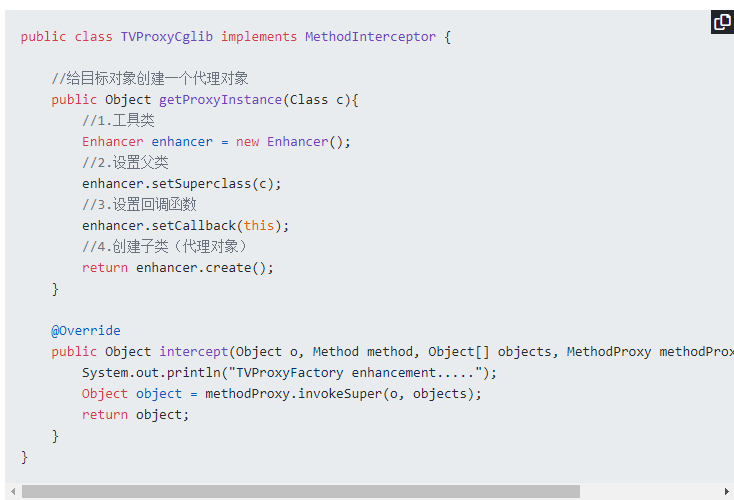 public class TVProxyCglib implements MethodInterceptor {
//给目标对象创建一个代理对象
public Object getProxyInstance(Class c){
//1.工具类
Enhancer enhancer = new Enhancer();
//2.设置父类
enhancer.setSuperclass(c);
//3.设置回调函数
enhancer.setCallback(this);
//4.创建子类（代理对象）
return enhancer.create();
}
@Override
public Object intercept(Object o, Method method, Object[] objects, MethodProxy methodProx
System.out.println("TVProxyFactory enhancement.....");
Object object = methodProxy.invokeSuper(o, objects);
return object;
}
}